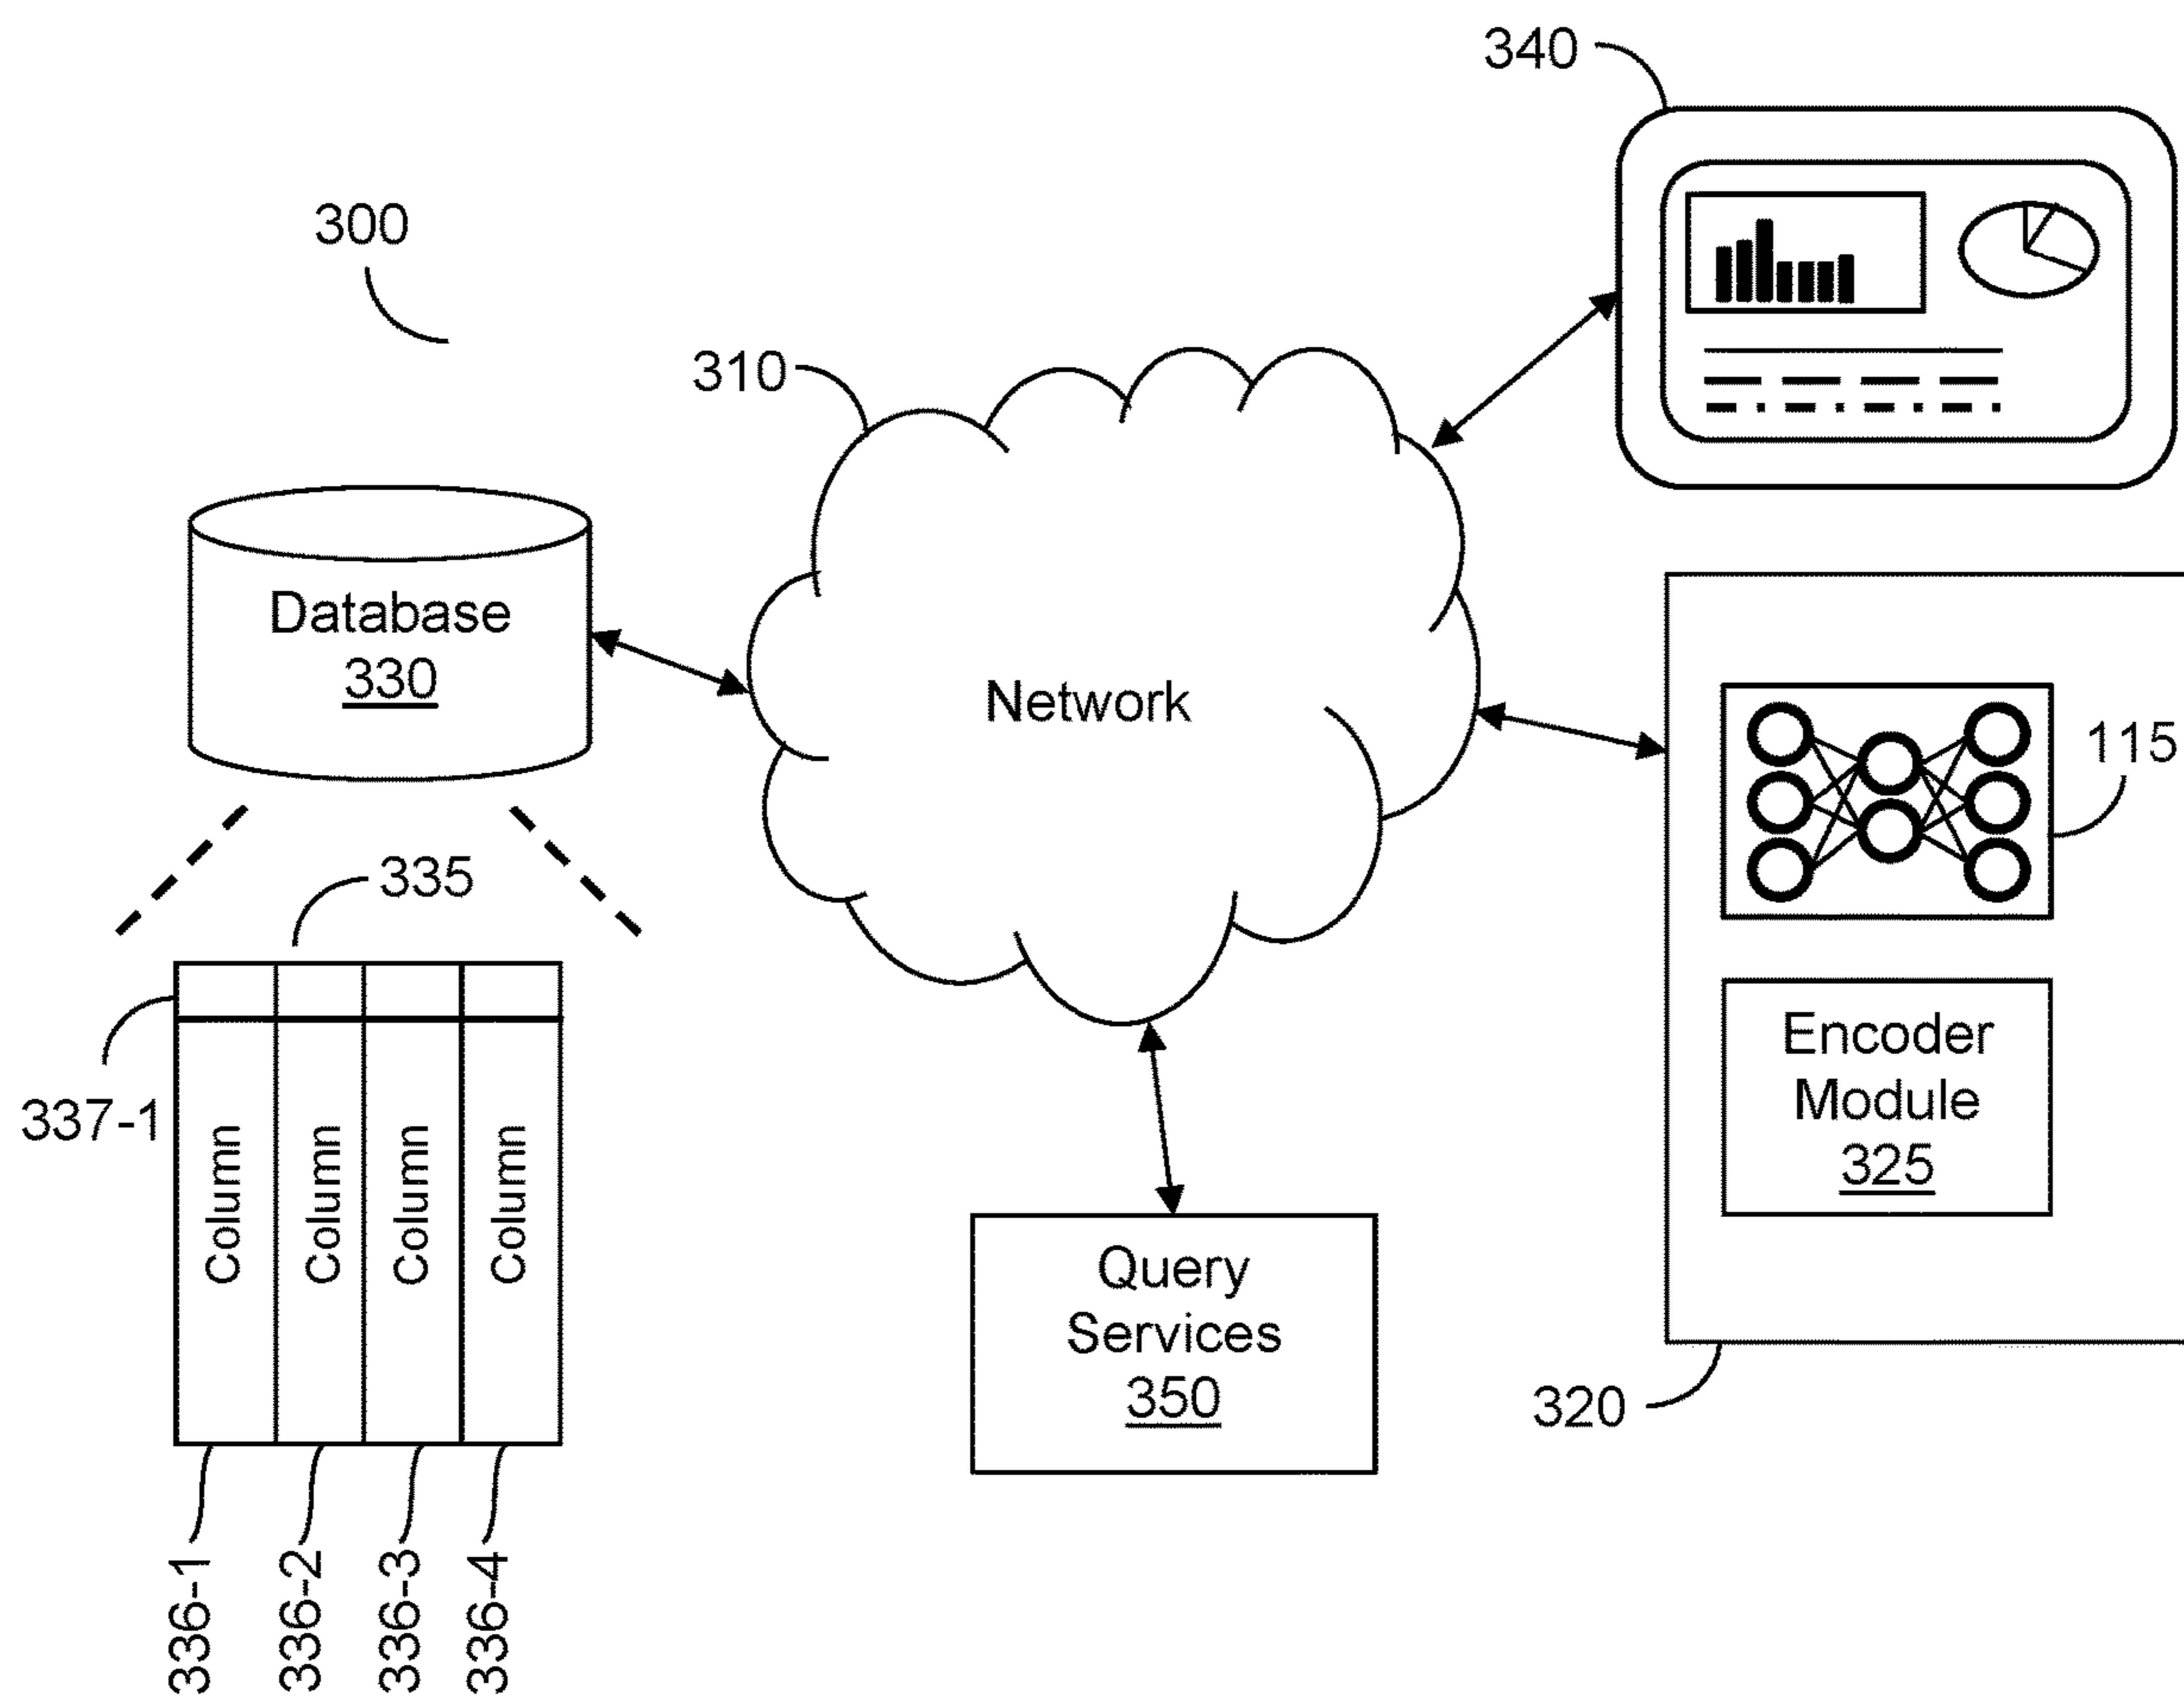 340
300
310
Database
330
Network
115
335
337-1
Column
Column
Column
Column
Encoder
Module
325
Query
Services
350
320
336-1
336-2
336-3
336-4